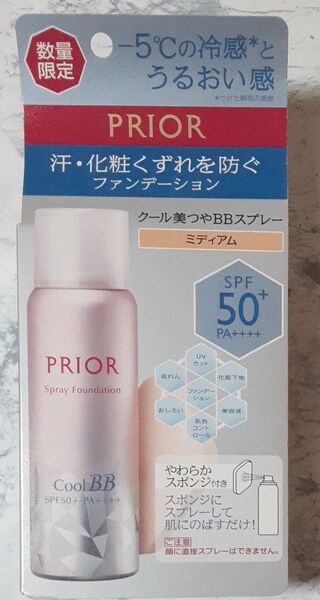 数量
限定
−5℃の冷感*と
うるおい感
*つけた瞬間の感触
PRIOR
汗・化粧くずれを防ぐ
ファンデーション
クール美つやBBスプレー
ミディアム
SPF
50+
PA++++
UV
カット
収れん
化粧下地
ファンデー
ション
おしろい
美容液
肌色
コント
ロール
PRIOR
Spray Foundation
Cool BB
SPF50+・PA++++
やわらか
スポンジ付き
スポンジに
スプレーして
肌にのばすだけ!
ご注意
顔に直接スプレーはできません。